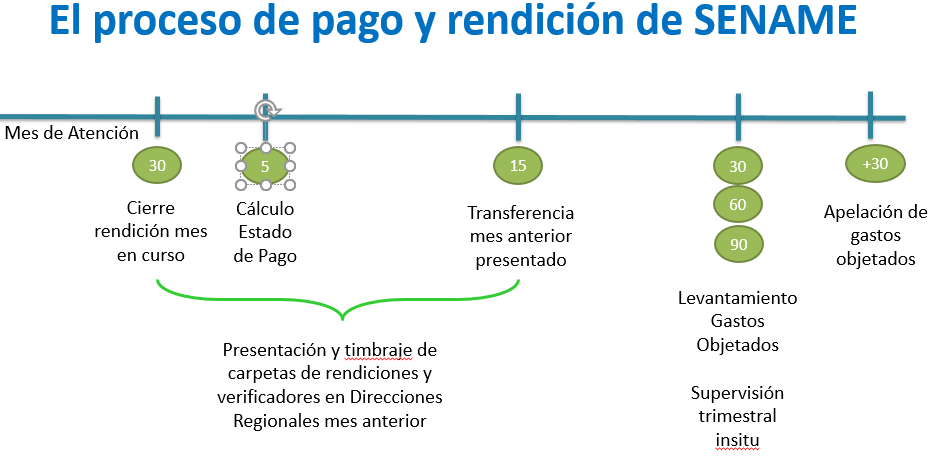 El proceso de pago y rendición de SENAME
Mes de Atención
30
Cierre
rendición mes
en curso
5
Cálculo
Estado
de Pago
15
Transferencia
mes anterior
presentado
30
60
90
Levantamiento
Gastos
Objetados
Supervisión
trimestral
insitu
+30
Apelación de
gastos
objetados
Presentación y timbraje de
carpetas de rendiciones y
verificadores en Direcciones
Regionales mes anterior